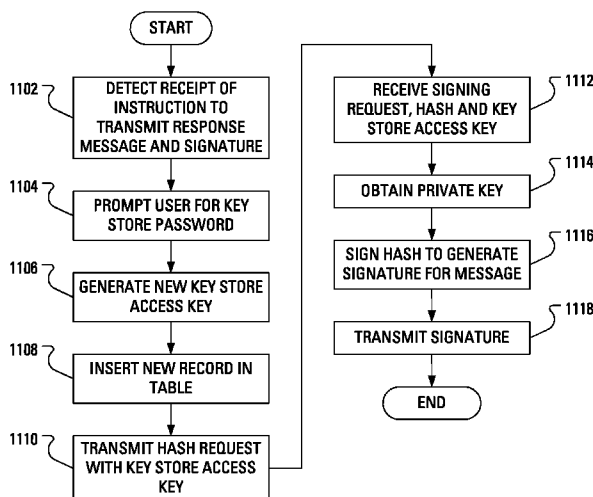 START
1102
DETECT RECEIPT OF
INSTRUCTION TO
TRANSMIT RESPONSE
MESSAGE AND SIGNATURE
1104
PROMPT USER FOR KEY
STORE PASSWORD
1106
GENERATE NEW KEY STORE
ACCESS KEY
1108
INSERT NEW RECORD IN
TABLE
1110
TRANSMIT HASH REQUEST
WITH KEY STORE ACCESS
KEY
1112
RECEIVE SIGNING
REQUEST, HASH AND KEY
STORE ACCESS KEY
1114
OBTAIN PRIVATE KEY
1116
SIGN HASH TO GENERATE
SIGNATURE FOR MESSAGE
1118
TRANSMIT SIGNATURE
END